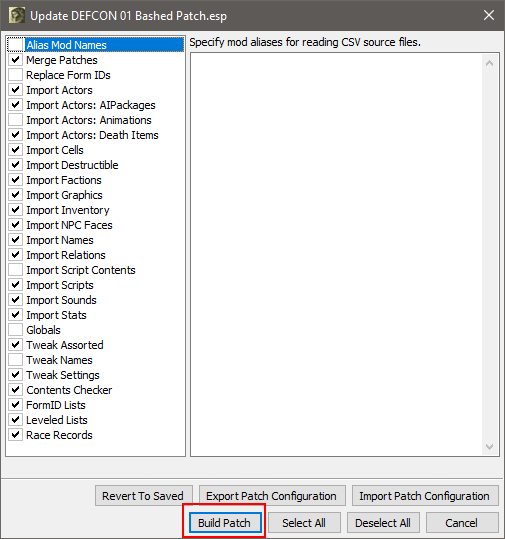 Update DEFCON 01 Bashed Patch.esp
Alias Mod Names
Merge Patches
Replace Form IDs
Import Actors
Import Actors: AIPackages
Import Actors: Animations
Import Actors: Death Items
Import Cells
Import Destructible
Import Factions
Import Graphics
Import Inventory
Import NPC Faces
Import Names
Import Relations
Import Script Contents
Import Scripts
Import Sounds
Import Stats
Globals
Tweak Assorted
Tweak Names
Tweak Settings
Contents Checker
FormID Lists
Leveled Lists
Race Records
Specify mod aliases for reading CSV source files.
Revert To Saved Export Patch Configuration Import Patch Configuration
Build Patch Select All Deselect All Cancel